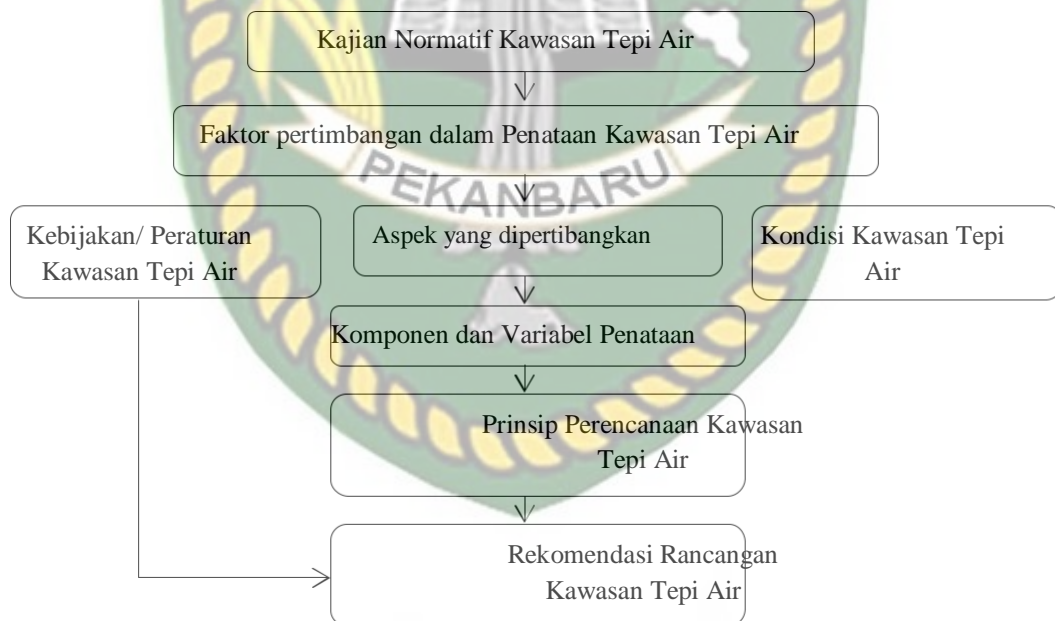 Kajian Normatif Kawasan Tepi Air
Faktor pertimbangan dalam Penataan Kawasan Tepi Air
PEKANBARU
Kebijakan/ Peraturan
Kawasan Tepi Air
Aspek yang dipertibangkan
Kondisi Kawasan Tepi
Air
Komponen dan Variabel Penataan
Prinsip Perencanaan Kawasan
Tepi Air
Rekomendasi Rancangan
Kawasan Tepi Air